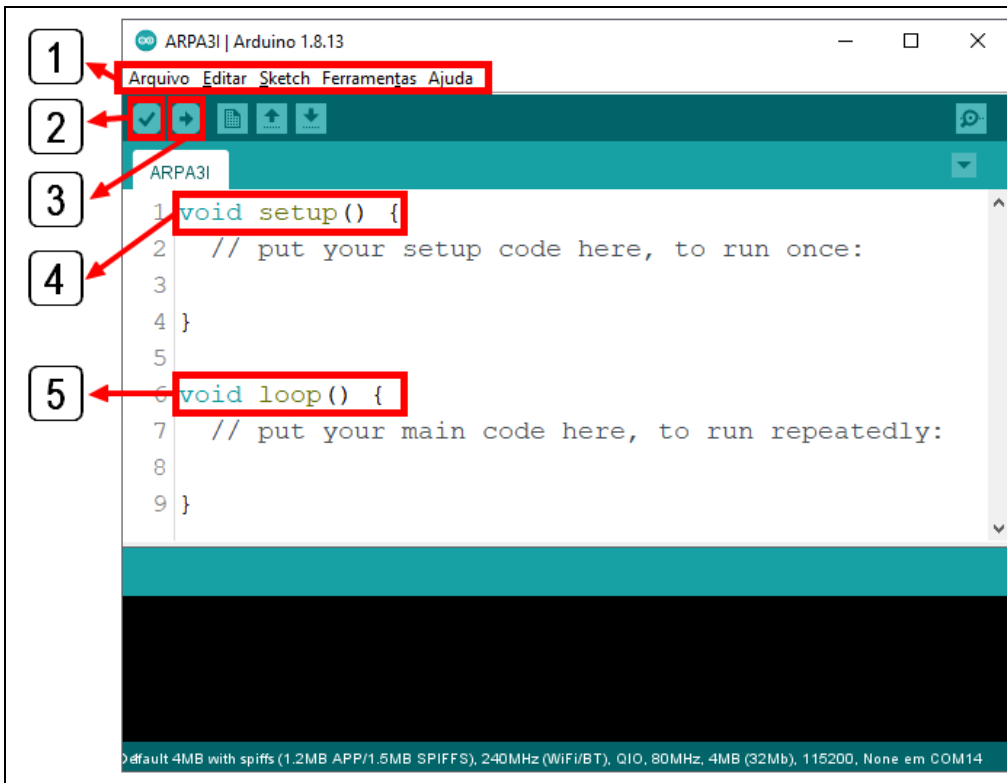 ARPA3I | Arduino 1.8.13
1
Arquivo Editar Sketch Ferramentas Ajuda
2
ARPA3I
3
1 void setup() {
2 // put your setup code here, to run once:
3
4
4 }
5
5
6 void loop() {
7 // put your main code here, to run repeatedly:
8
9 }
Default 4MB with spiffs (1.2MB APP/1.5MB SPIFFS), 240MHz (WiFi/BT), QIO, 80MHz, 4MB (32Mb), 115200, None em COM14